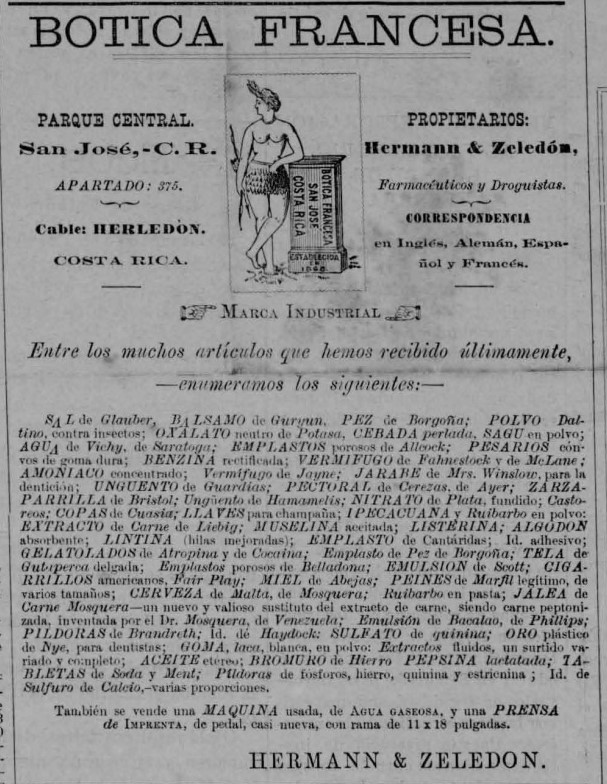 BOTICA FRANCESA.
PARQUE CENTRAL.
San José,-C. R.
APARTADO: 375.
Cable: HERLEDÓN.
COSTA RICA.
BOTICA FRANCESA
SAN JOSE
COSTA RICA
ESTABLECIDA
EN
PROPIETARIOS:
Hermann & Zeledón,
Farmacéuticos y Droguistas.
CORRESPONDENCIA
en Inglés, Alemán, Espa-
ñol y Francés.
MARCA INDUSTRIAL
Entre los muchos artículos que hemos recibido últimamente,
—enumeramos los siguientes:—
SAL de Glauber, BALSAMO de Gurgun, PEZ de Borgoña; POLVO Dal-
tino, contra insectos; OXALATO neutro de Potasa, CEBADA perlada, SAGU en polvo;
AGUA de Vichy, de Saratoga; EMPLASTOS porosos de Allcock; PESARIOS cón-
vos de goma dura; BENZINA rectificada; VERMIFUGO de Fahnestock y de McLane;
AMONIACO concentrado; Vermífugo de Jayne; JARABE de Mrs. Winslow, para la
dentición; UNGUENTO de Guardias; PECTORAL de Cerezas, de Ayer; ZARZA-
PARRILLA de Bristol; Ungüento de Hamamelis; NITRATO de Plata, fundido; Casto-
reos; COPAS de Cuasia; LLAVES para champaña; IPECACUANA y Ruibarbo en polvo:
EXTRACTO de Carne de Liebig; MUSELINA aceitada; LISTERINA; ALGODON
absorbente; LINTINA (hilas mejoradas); EMPLASTO de Cantáridas; Id. adhesivo;
GELATOLADOS de Atropina y de Cocaína; Emplasto de Pez de Borgoña; TELA de
Gutaperca delgada; Emplastos porosos de Belladona; EMULSION de Scott; CIGA-
RRILLOS americanos, Fair Play; MIEL de Abejas; PEINES de Marfil legítimo, de
varios tamaños; CERVEZA de Malta, de Mosquera; Ruibarbo en pasta; JALEA de
Carne Mosquera—un nuevo y valioso sustituto del extracto de carne, siendo carne peptoni-
zada, inventada por el Dr. Mosquera, de Venezuela; Emulsión de Bacalao, de Phillips;
PILDORAS de Brandreth; Id. dé Haydock; SULFATO de quinina; ORO plástico
de Nye, para dentistas; GOMA, laca, blanca, en polvo: Extractos fluidos, un surtido va-
riado y completo; ACEITE etereo; BROMURO de Hierro PEPSINA lactatada; TA-
BLETAS de Soda y Ment; Píldoras de fósforos, hierro, quinina y estricnina; Id. de
Sulfuro de Calcio,-varias proporciones.
También se vende una MAQUINA usada, de AGUA GASEOSA, y una PRENSA
de IMPRENTA, de pedal, casi nueva, con rama de 11 x 18 pulgadas.
HERMANN & ZELEDON.